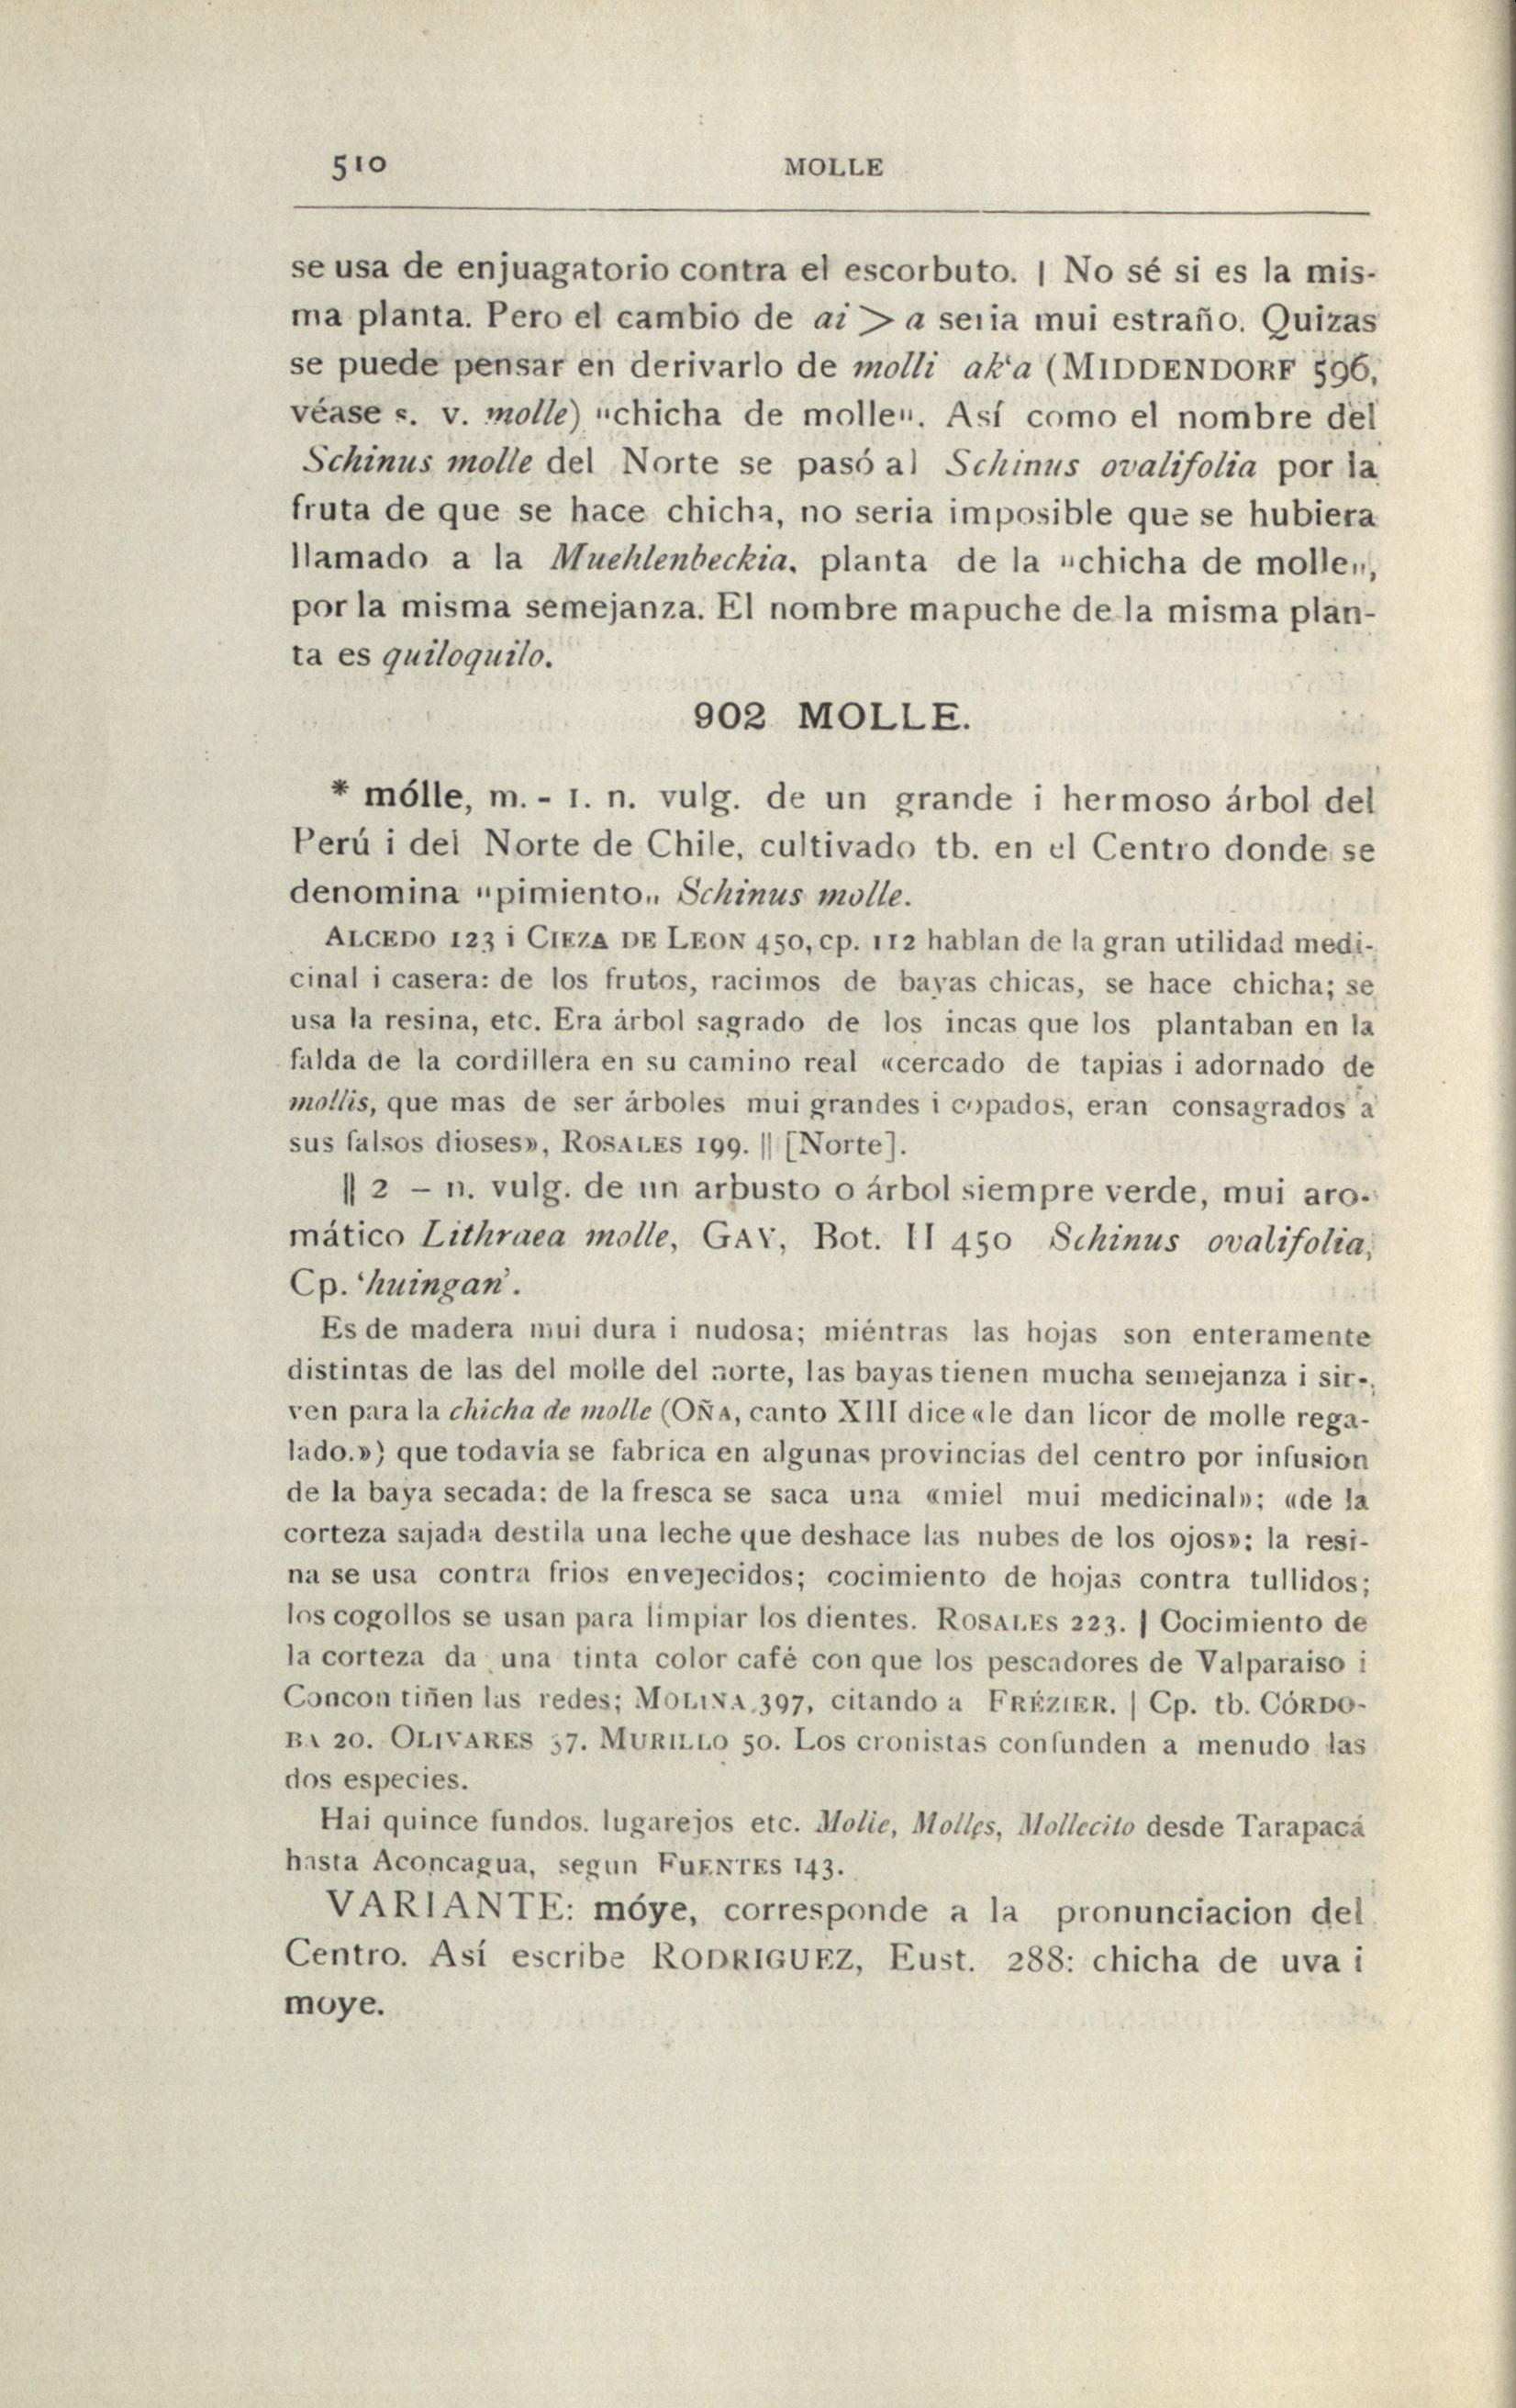 510 MOLLE
se usa de enjuagatorio contra el escorbuto. | No sé si es la mis-
ma planta. Pero el cambio de ai > a seria mui estraño. Quizas
se puede pensar en derivarlo de molli ak'a (MIDDENDORF 596,
véase s. v. molle) "chicha de molle". Así como el nombre del
Schinus molle del Norte se pasó al Schinus ovalifolia por la
fruta de que se hace chicha, no seria imposible que se hubiera
llamado a la Muehlenbeckia, planta de la "chicha de molle",
por la misma semejanza. El nombre mapuche de la misma plan-
ta es quiloquilo.
902 MOLLE.
* mólle, m. - 1. n. vulg. de un grande i hermoso árbol del
Perú i del Norte de Chile, cultivado tb. en el Centro donde se
denomina "pimiento" Schinus molle.
ALCEDO 123 i CIEZA DE LEON 450, cp. 112 hablan de la gran utilidad medi-
cinal i casera: de los frutos, racimos de bayas chicas, se hace chicha; se
usa la resina, etc. Era árbol sagrado de los incas que los plantaban en la
falda de la cordillera en su camino real «cercado de tapias i adornado de
mollis, que mas de ser árboles mui grandes i copados, eran consagrados a
sus falsos dioses», ROSALES 199. || [Norte].
|| 2 – n. vulg. de un arbusto o árbol siempre verde, mui aro-
mático Lithraea molle, GAY, Bot. II 450 Schinus ovalifolia,
Cp. 'huingan'.
Es de madera mui dura i nudosa; miéntras las hojas son enteramente
distintas de las del molle del norte, las bayas tienen mucha semejanza i sir-
ven para la chicha de molle (OÑA, canto XIII dice «le dan licor de molle rega-
lado.») que todavía se fabrica en algunas provincias del centro por infusion
de la baya secada: de la fresca se saca una «miel mui medicinal»; «de la
corteza sajada destila una leche que deshace las nubes de los ojos»: la resi-
na se usa contra frios envejecidos; cocimiento de hojas contra tullidos;
los cogollos se usan para limpiar los dientes. ROSALES 223. | Cocimiento de
la corteza da una tinta color café con que los pescadores de Valparaiso i
Concon tiñen las redes; MOLINA 397, citando a FRÉZIER. | Cp. tb. CÓRDO-
BA 20. OLIVARES 37. MURILLO 50. Los cronistas confunden a menudo las
dos especies.
Hai quince fundos. lugarejos etc. Molle, Molles, Mollecito desde Tarapacá
hasta Aconcagua, segun FUENTES 143.
VARIANTE: móye, corresponde a la pronunciacion del
Centro. Así escribe RODRIGUEZ, Eust. 288: chicha de uva i
moye.